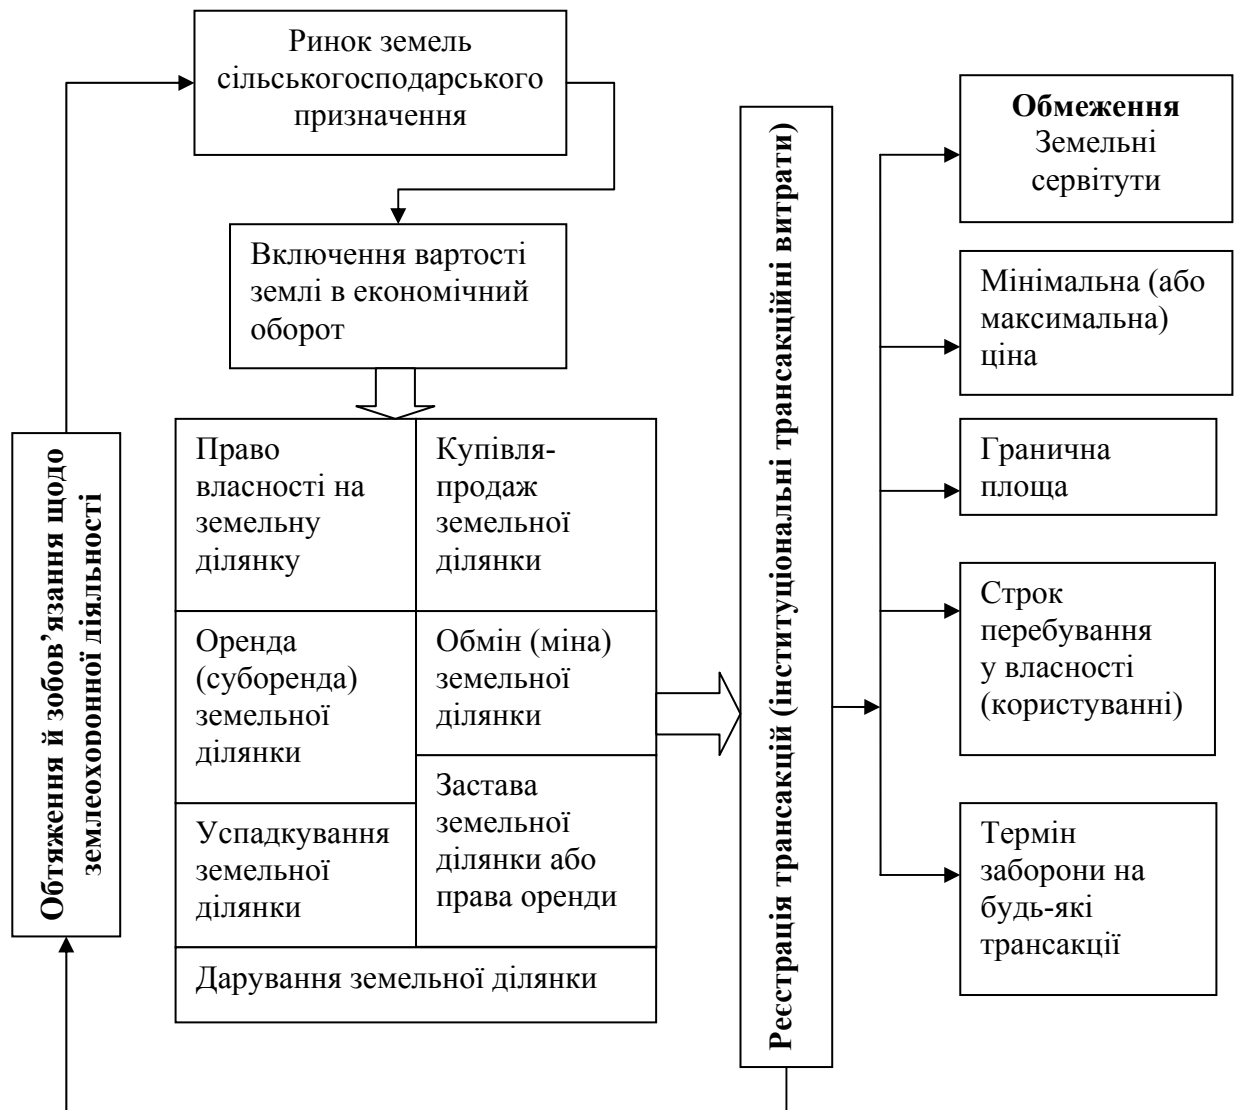 Ринок земель
сільськогосподарського
призначення
Включення вартості
землі в економічний
оборот
Право
власності на
земельну
ділянку
Купівля-
продаж
земельної
ділянки
Оренда
(суборенда)
земельної
ділянки
Обмін (міна)
земельної
ділянки
Успадкування
земельної
ділянки
Застава
земельної
ділянки або
права оренди
Дарування земельної ділянки
Обтяження й зобов’язання щодо
землеохоронної діяльності
Реєстрація трансакцій (інституціональні трансакційні витрати)
Обмеження
Земельні
сервітути
Мінімальна (або
максимальна)
ціна
Гранична
площа
Строк
перебування
у власності
(користуванні)
Термін
заборони на
будь-які
трансакції